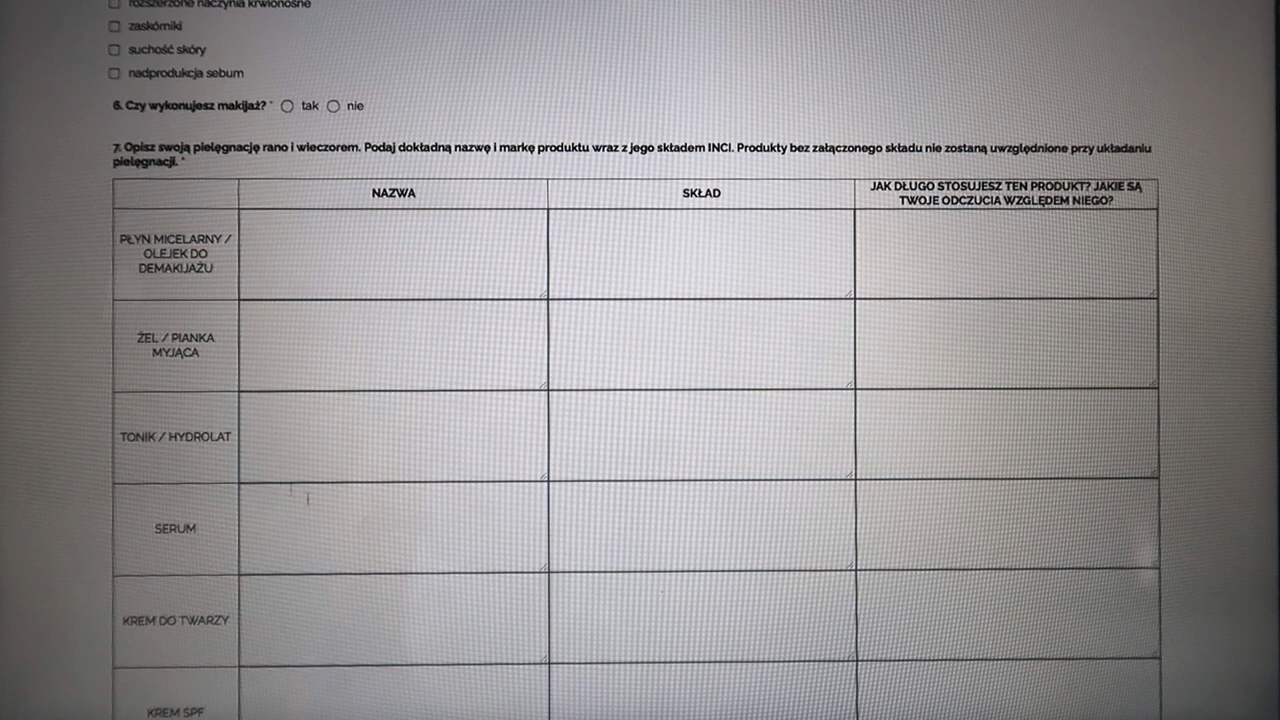 rozszerzone naczynia krwionośne
zaskórniki
suchość skóry
nadprodukcja sebum
6. Czy wykonujesz makijaż? * tak nie
7. Opisz swoją pielęgnację rano i wieczorem. Podaj dokładną nazwę i markę produktu wraz z jego składem INCI. Produkty bez załączonego składu nie zostaną uwzględnione przy układaniu
pielęgnacji. *
NAZWA
SKŁAD
JAK DŁUGO STOSUJESZ TEN PRODUKT? JAKIE SĄ
TWOJE ODCZUCIA WZGLĘDEM NIEGO?
PŁYN MICELARNY /
OLEJEK DO
DEMAKIJAŻU
ŻEL / PIANKA
MYJĄCA
TONIK / HYDROLAT
SERUM
KREM DO TWARZY
KREM SPF